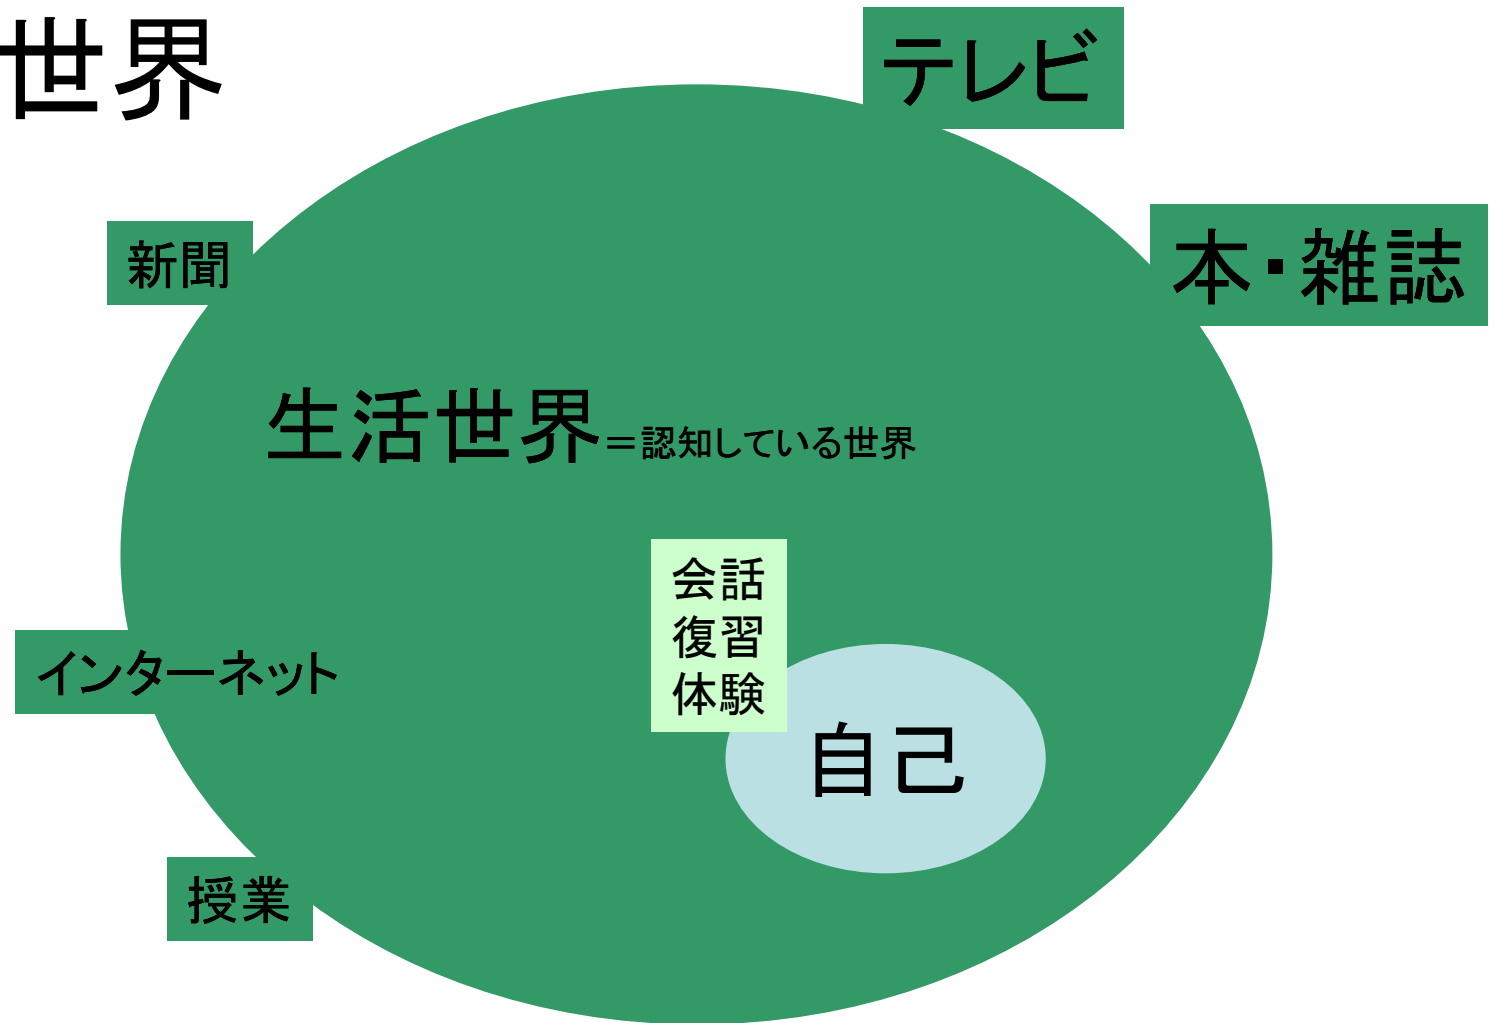 世界
テレビ
本・雑誌
新聞
生活世界＝認知している世界
会話
復習
体験
インターネット
自己
授業